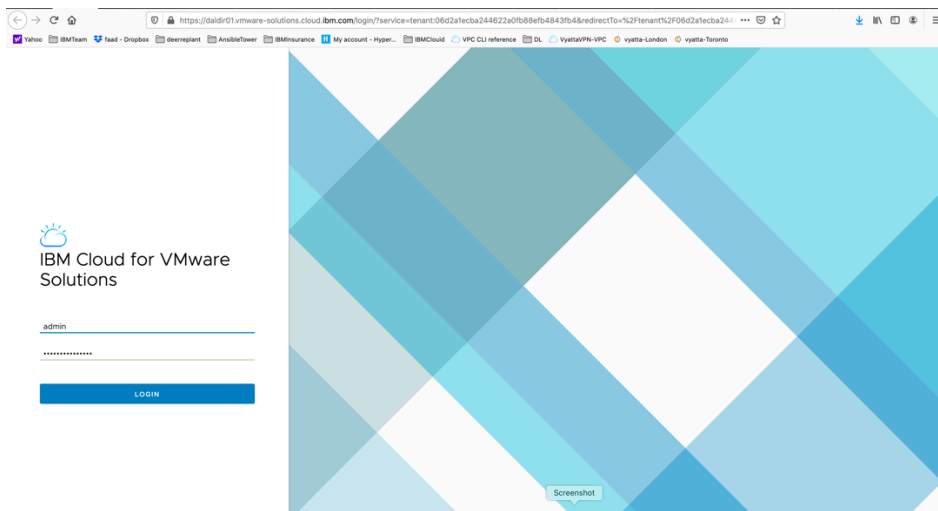 https://daldir01.vmware-solutions.cloud.ibm.com/login/?service=tenant:06d2a1ecba244622a0fb88efb4843fb4&redirectTo=%2Ftenant%2F06d2a1ecba244
Yahoo IBMTeam faad - Dropbox deerreplant AnsibleTower IBMInsurance My account - Hyper... IBMClouid VPC CLI reference DL VyattaVPN-VPC vyatta-London vyatta-Toronto
IBM Cloud for VMware
Solutions
admin
LOGIN
Screenshot